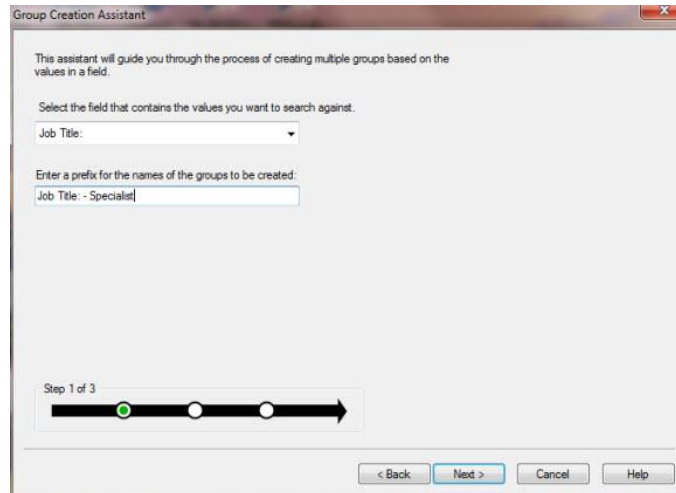 Group Creation Assistant
This assistant will guide you through the process of creating multiple groups based on the
values in a field.
Select the field that contains the values you want to search against.
Job Title:
Enter a prefix for the names of the groups to be created:
Job Title: - Specialist
Step 1 of 3
< Back Next > Cancel Help